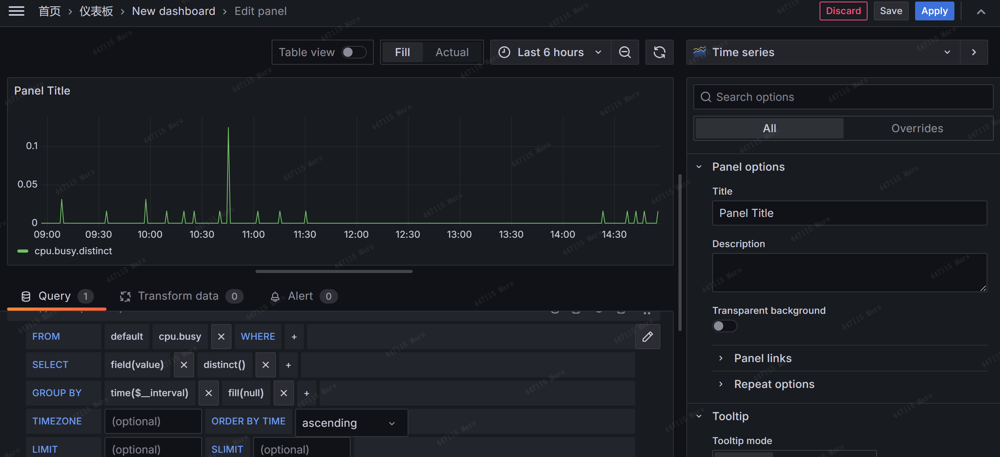 首页 › 仪表板 › New dashboard › Edit panel
Discard Save Apply
Table view Fill Actual Last 6 hours Time series
Panel Title
0.1
0.05
0
09:00 09:30 10:00 10:30 11:00 11:30 12:00 12:30 13:00 13:30 14:00 14:30
cpu.busy.distinct
Query 1 Transform data 0 Alert 0
FROM default cpu.busy × WHERE +
SELECT field(value) × distinct() × +
GROUP BY time($__interval) × fill(null) × +
TIMEZONE (optional) ORDER BY TIME ascending
LIMIT (optional) SLIMIT (optional)
Search options
All Overrides
Panel options
Title
Panel Title
Description
Transparent background
Panel links
Repeat options
Tooltip
Tooltip mode
447115 Mars